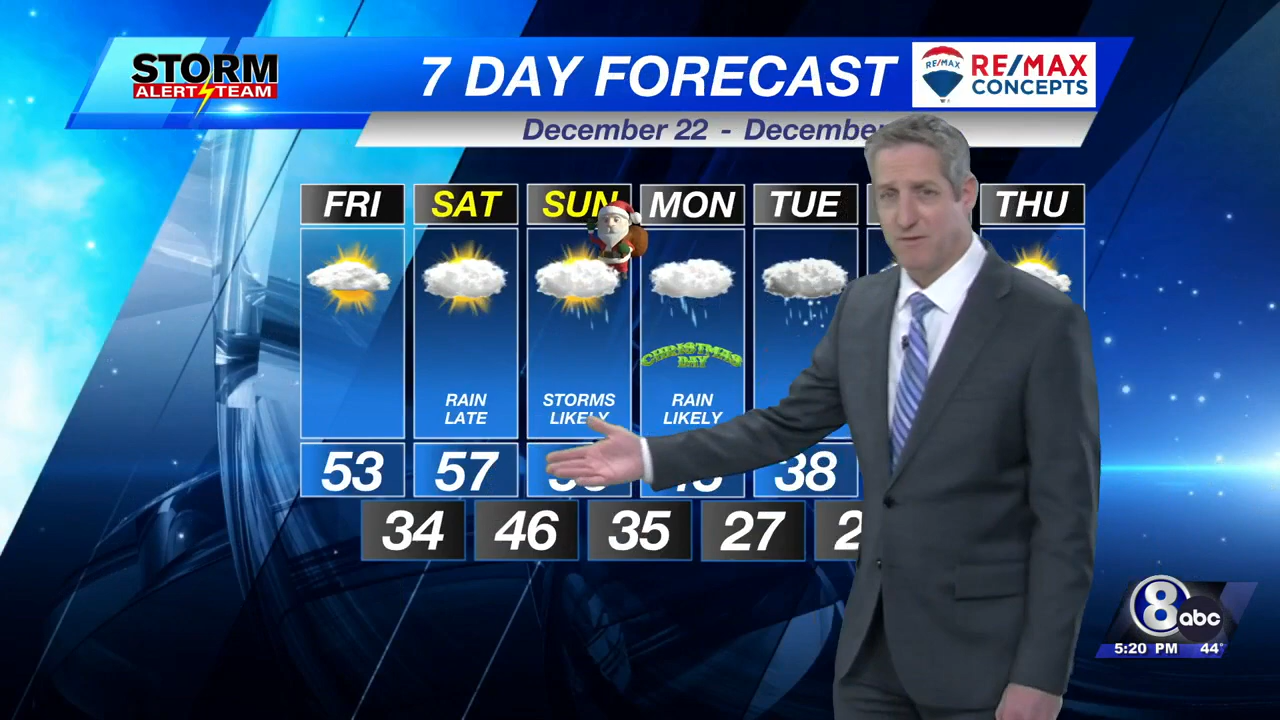 STORM
ALERT TEAM
7 DAY FORECAST
RE/MAX
RE/MAX
CONCEPTS
December 22 - December
FRI SAT SUN MON TUE THU
CHRISTMAS
DAY
RAIN
LATE
STORMS
LIKELY
RAIN
LIKELY
53 57 38
34 46 35 27 2
8 abc
5:20 PM 44°